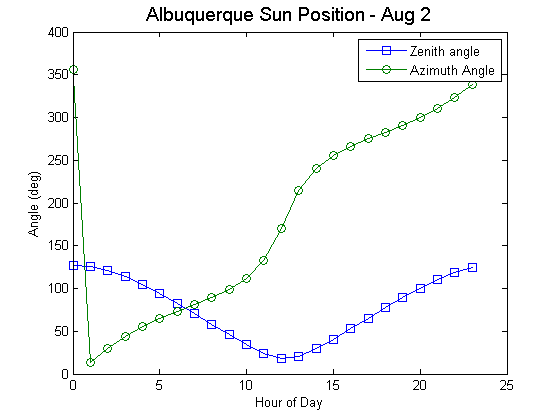 Albuquerque Sun Position - Aug 2
Zenith angle
Azimuth Angle
400
350
300
250
200
150
100
50
0
Angle (deg)
0 5 10 15 20 25
Hour of Day